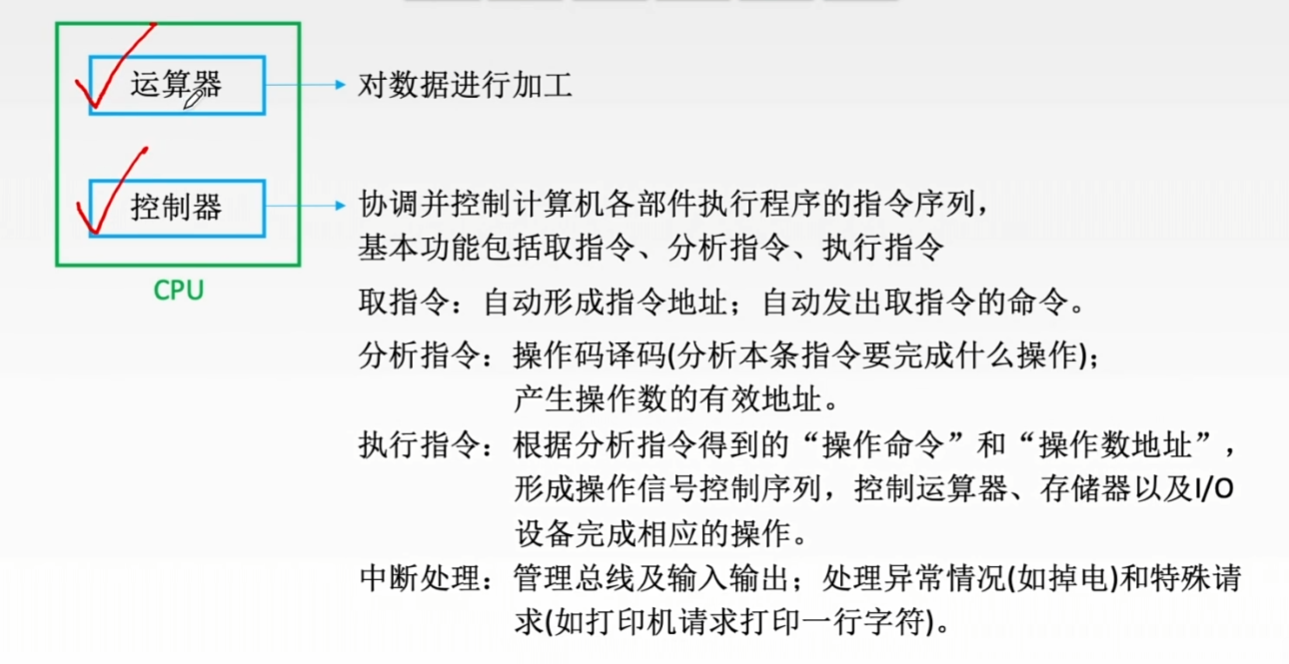 运算器
对数据进行加工
控制器
协调并控制计算机各部件执行程序的指令序列，
基本功能包括取指令、分析指令、执行指令
CPU
取指令：自动形成指令地址；自动发出取指令的命令。
分析指令：操作码译码(分析本条指令要完成什么操作)；
产生操作数的有效地址。
执行指令：根据分析指令得到的“操作命令”和“操作数地址”，
形成操作信号控制序列，控制运算器、存储器以及I/O
设备完成相应的操作。
中断处理：管理总线及输入输出；处理异常情况(如掉电)和特殊请
求(如打印机请求打印一行字符)。